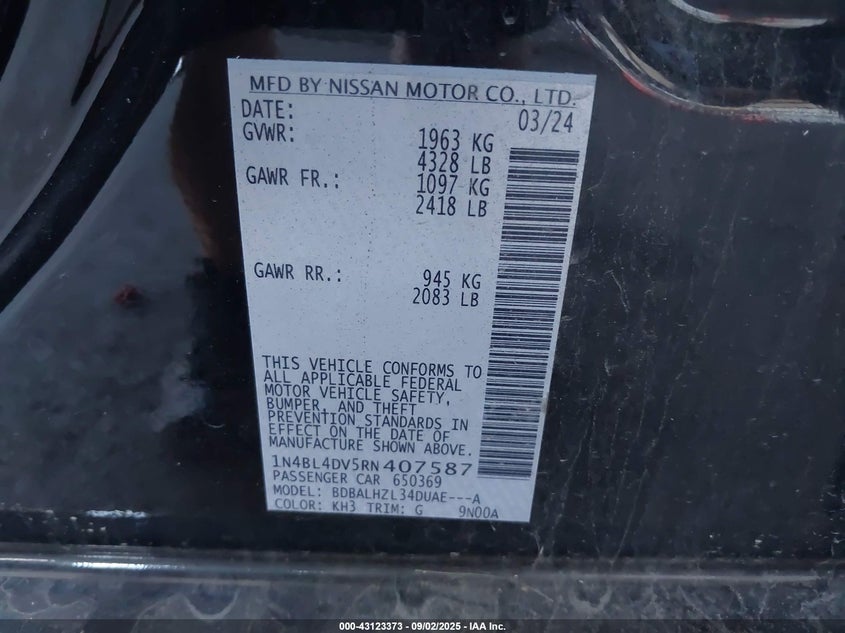 MFD BY NISSAN MOTOR CO., LTD.
DATE: 03/24
GVWR: 1963 KG
4328 LB
GAWR FR.: 1097 KG
2418 LB
GAWR RR.: 945 KG
2083 LB
THIS VEHICLE CONFORMS TO
ALL APPLICABLE FEDERAL
MOTOR VEHICLE SAFETY,
BUMPER, AND THEFT
PREVENTION STANDARDS IN
EFFECT ON THE DATE OF
MANUFACTURE SHOWN ABOVE.
1N4BL4DV5RN407587
PASSENGER CAR 650369
MODEL: BDBALHZL34DUAE---A
COLOR: KH3 TRIM: G 9N00A
000-43123373 - 09/02/2025 - IAA Inc.